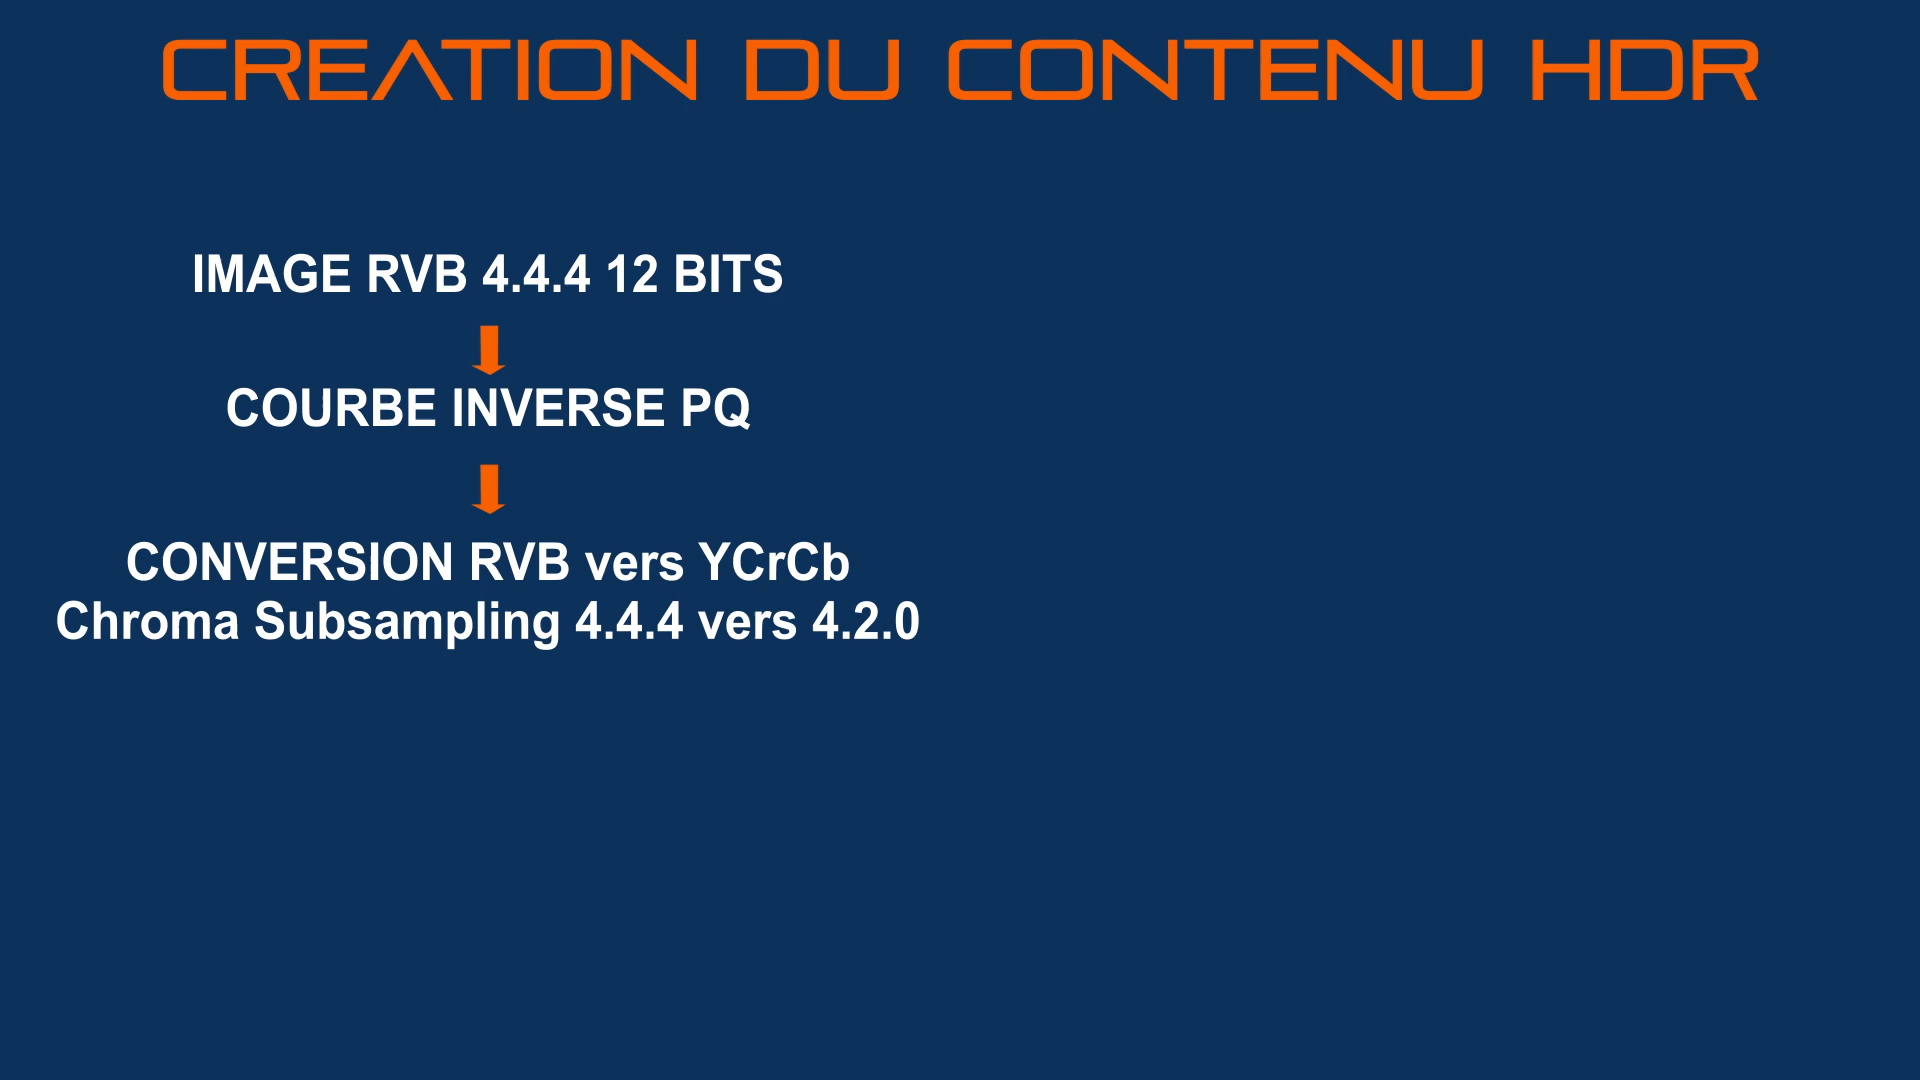 CREATION DU CONTENU HDR
IMAGE RVB 4.4.4 12 BITS
COURBE INVERSE PQ
CONVERSION RVB vers YCrCb
Chroma Subsampling 4.4.4 vers 4.2.0